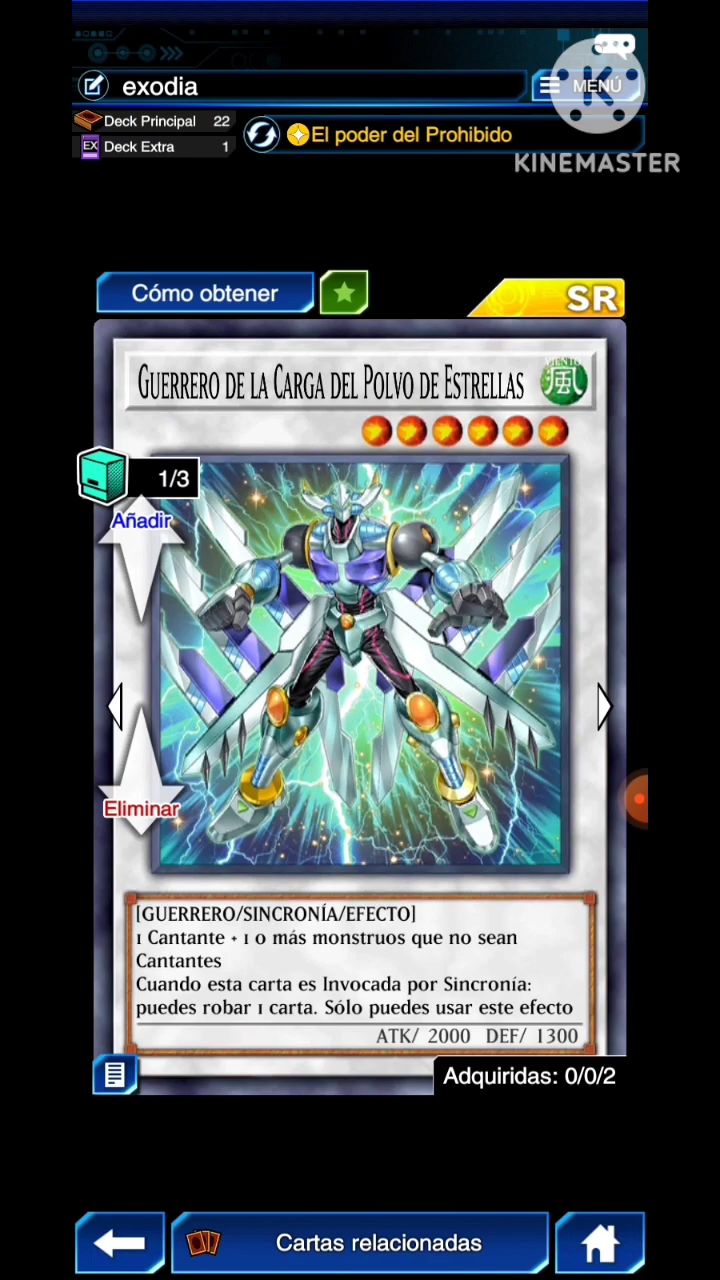 exodia
MENÚ
K
Deck Principal 22
El poder del Prohibido
EX Deck Extra 1
KINEMASTER
Cómo obtener
SR
GUERRERO DE LA CARGA DEL POLVO DE ESTRELLAS
VIENTO
風
1/3
Añadir
Eliminar
[GUERRERO/SINCRONÍA/EFECTO]
1 Cantante + 1 o más monstruos que no sean
Cantantes
Cuando esta carta es Invocada por Sincronía:
puedes robar 1 carta. Sólo puedes usar este efecto
ATK/ 2000 DEF/ 1300
Adquiridas: 0/0/2
Cartas relacionadas